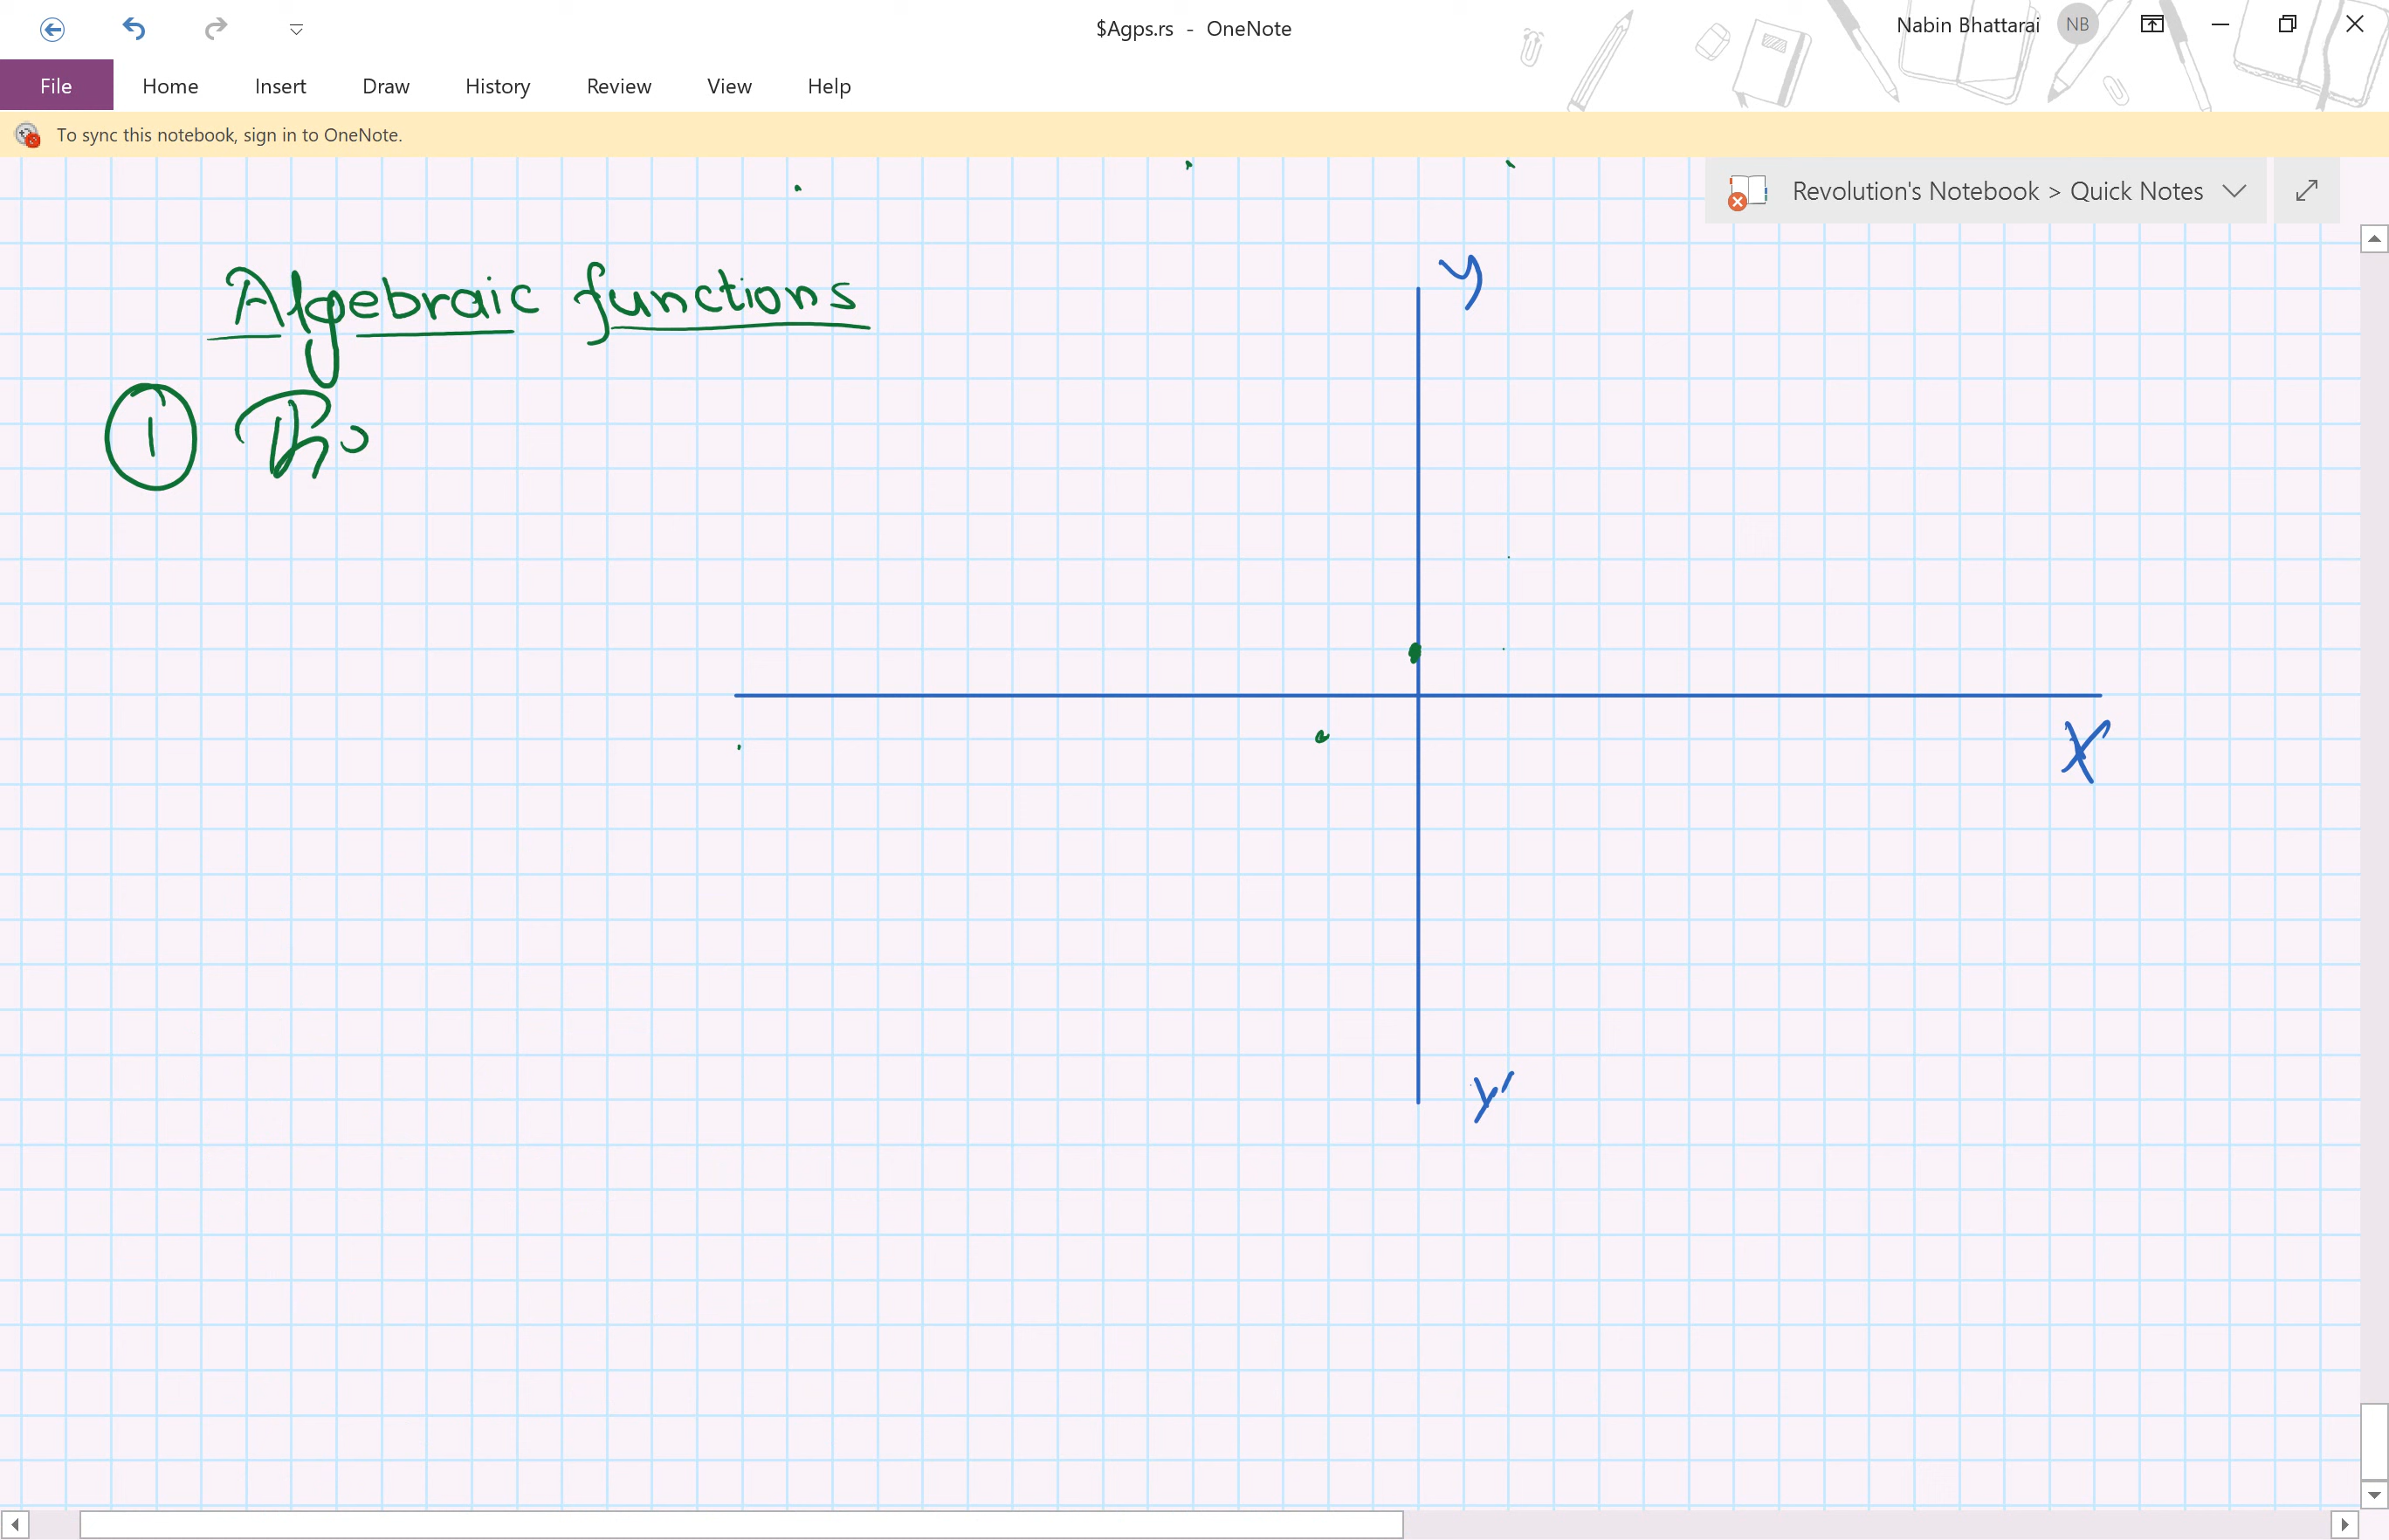 $Agps.rs - OneNote
Nabin Bhattarai NB
File Home Insert Draw History Review View Help
To sync this notebook, sign in to OneNote.
Revolution's Notebook > Quick Notes
Algebraic functions
y
①
X
y'